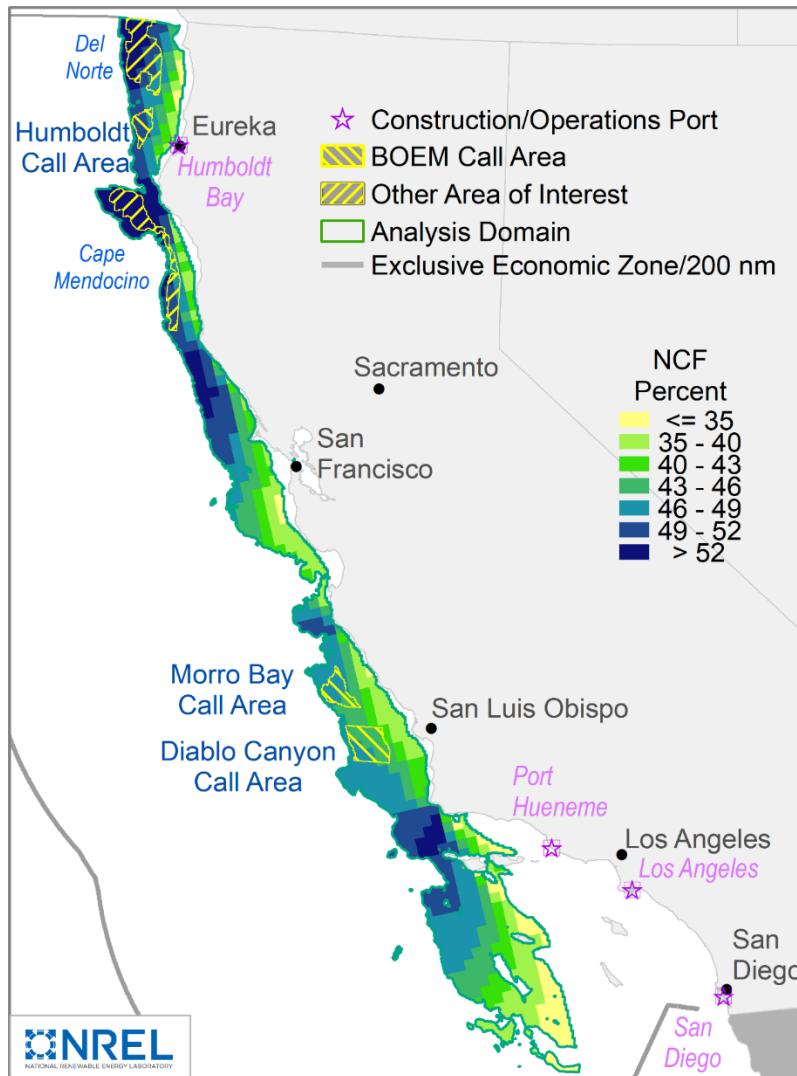 Del
Norte
Humboldt
Call Area
Eureka
Humboldt
Bay
Cape
Mendocino
Construction/Operations Port
BOEM Call Area
Other Area of Interest
Analysis Domain
Exclusive Economic Zone/200 nm
Sacramento
San
Francisco
NCF
Percent
<= 35
35 - 40
40 - 43
43 - 46
46 - 49
49 - 52
> 52
Morro Bay
Call Area
San Luis Obispo
Diablo Canyon
Call Area
Port
Hueneme
Los Angeles
Los Angeles
San
Diego
San
Diego
NREL
NATIONAL RENEWABLE ENERGY LABORATORY